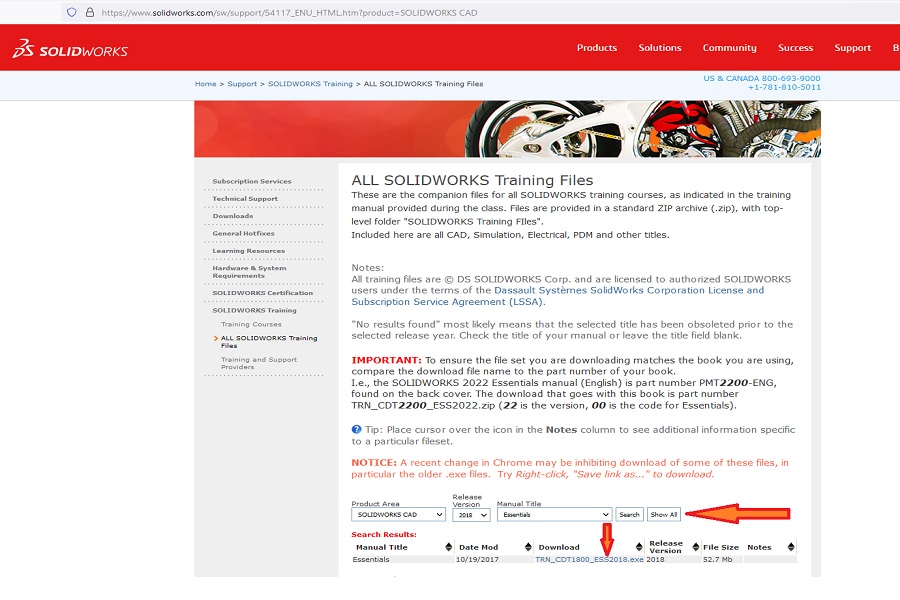 https://www.solidworks.com/sw/support/54117_ENU_HTML.htm?product=SOLIDWORKS CAD
SOLIDWORKS
Products Solutions Community Success Support B
Home > Support > SOLIDWORKS Training > ALL SOLIDWORKS Training Files
US & CANADA 800-693-9000
+1-781-810-5011
Subscription Services
Technical Support
Downloads
General Hotfixes
Learning Resources
Hardware & System
Requirements
SOLIDWORKS Certification
SOLIDWORKS Training
Training Courses
ALL SOLIDWORKS Training
Files
Training and Support
Providers
ALL SOLIDWORKS Training Files
These are the companion files for all SOLIDWORKS training courses, as indicated in the training
manual provided during the class. Files are provided in a standard ZIP archive (.zip), with top-
level folder "SOLIDWORKS Training FIles".
Included here are all CAD, Simulation, Electrical, PDM and other titles.
Notes:
All training files are © DS SOLIDWORKS Corp. and are licensed to authorized SOLIDWORKS
users under the terms of the Dassault Systèmes SolidWorks Corporation License and
Subscription Service Agreement (LSSA).
"No results found" most likely means that the selected title has been obsoleted prior to the
selected release year. Check the title of your manual or leave the title field blank.
IMPORTANT: To ensure the file set you are downloading matches the book you are using,
compare the download file name to the part number of your book.
I.e., the SOLIDWORKS 2022 Essentials manual (English) is part number PMT2200-ENG,
found on the back cover. The download that goes with this book is part number
TRN_CDT2200_ESS2022.zip (22 is the version, 00 is the code for Essentials).
? Tip: Place cursor over the icon in the Notes column to see additional information specific
to a particular fileset.
NOTICE: A recent change in Chrome may be inhibiting download of some of these files, in
particular the older .exe files. Try Right-click, "Save link as..." to download.
Product Area Release Version Manual Title
SOLIDWORKS CAD 2018 Essentials Search Show All
Search Results:
Manual Title Date Mod Download Release Version File Size Notes
Essentials 10/19/2017 TRN_CDT1800_ESS2018.exe 2018 52.7 Mb